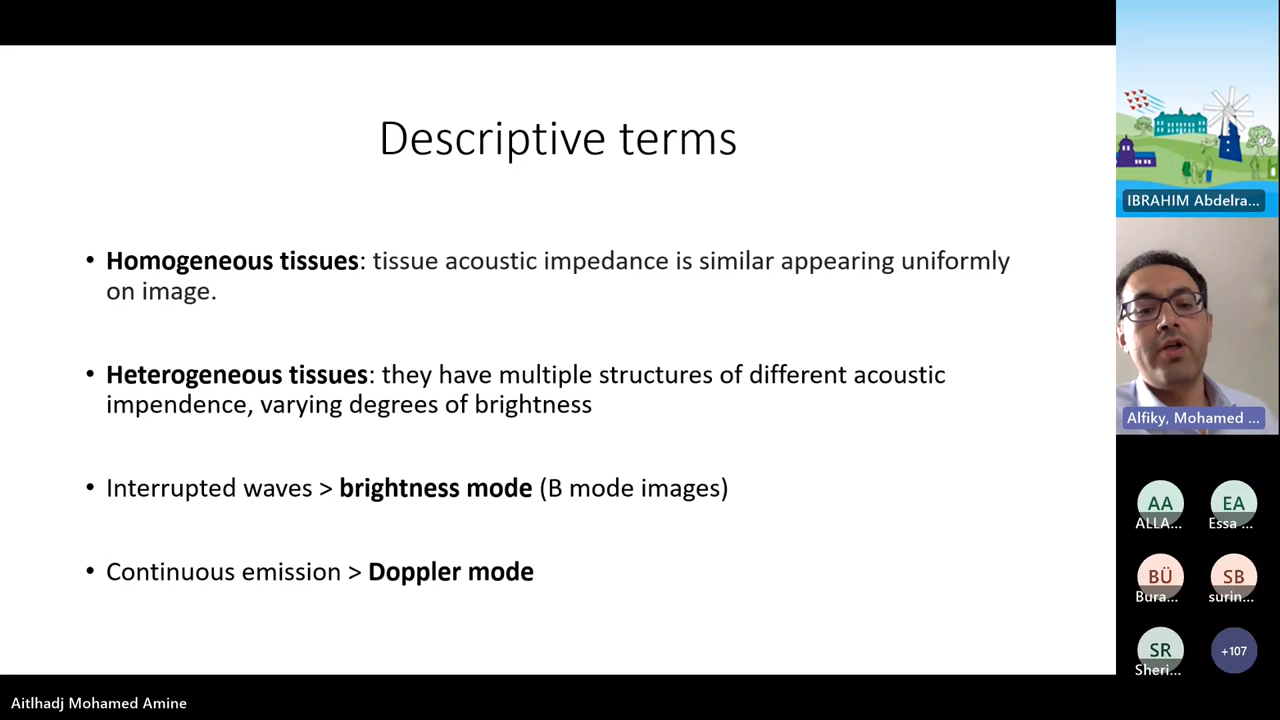 Descriptive terms
• Homogeneous tissues: tissue acoustic impedance is similar appearing uniformly
on image.
• Heterogeneous tissues: they have multiple structures of different acoustic
impendence, varying degrees of brightness
• Interrupted waves > brightness mode (B mode images)
• Continuous emission > Doppler mode
IBRAHIM Abdelra...
Alfiky, Mohamed ...
AA
ALLA...
EA
Essa ...
BÜ
Bura...
SB
surin...
SR
Sheri...
+107
Aitlhadj Mohamed Amine